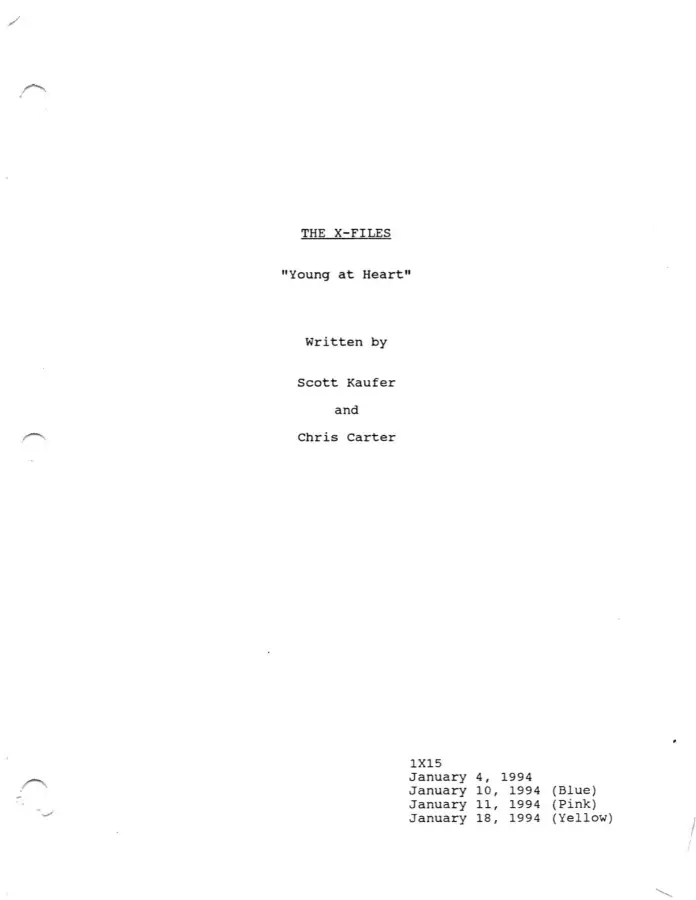 THE X-FILES
"Young at Heart"
Written by
Scott Kaufer
and
Chris Carter
1X15
January 4, 1994
January 10, 1994 (Blue)
January 11, 1994 (Pink)
January 18, 1994 (Yellow)